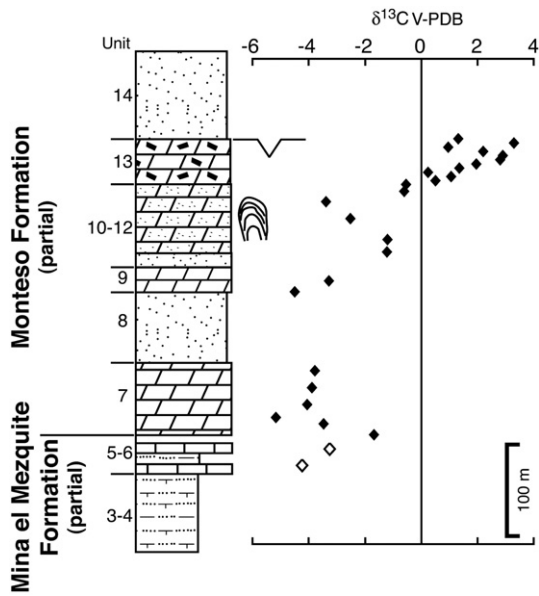 δ13C V-PDB
Unit
-6 -4 -2 0 2 4
14
13
10-12
9
8
7
5-6
3-4
Monteso Formation
(partial)
Mina el Mezquite
Formation
(partial)
100 m